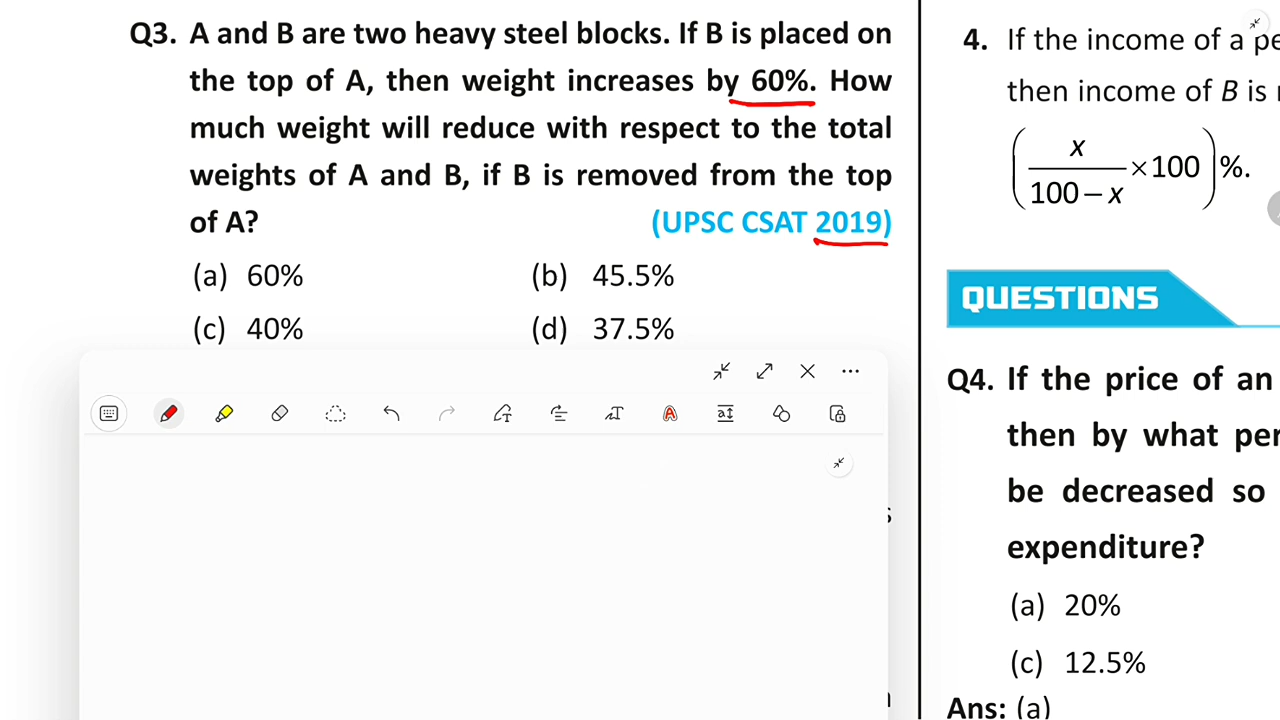 Q3. A and B are two heavy steel blocks. If B is placed on
the top of A, then weight increases by 60%. How
much weight will reduce with respect to the total
weights of A and B, if B is removed from the top
of A? (UPSC CSAT 2019)
(a) 60% (b) 45.5%
(c) 40% (d) 37.5%
4. If the income of a
then income of B is
(x/100−x ×100)%.
QUESTIONS
Q4. If the price of an
then by what
be decreased so
expenditure?
(a) 20%
(c) 12.5%
Ans: (a)